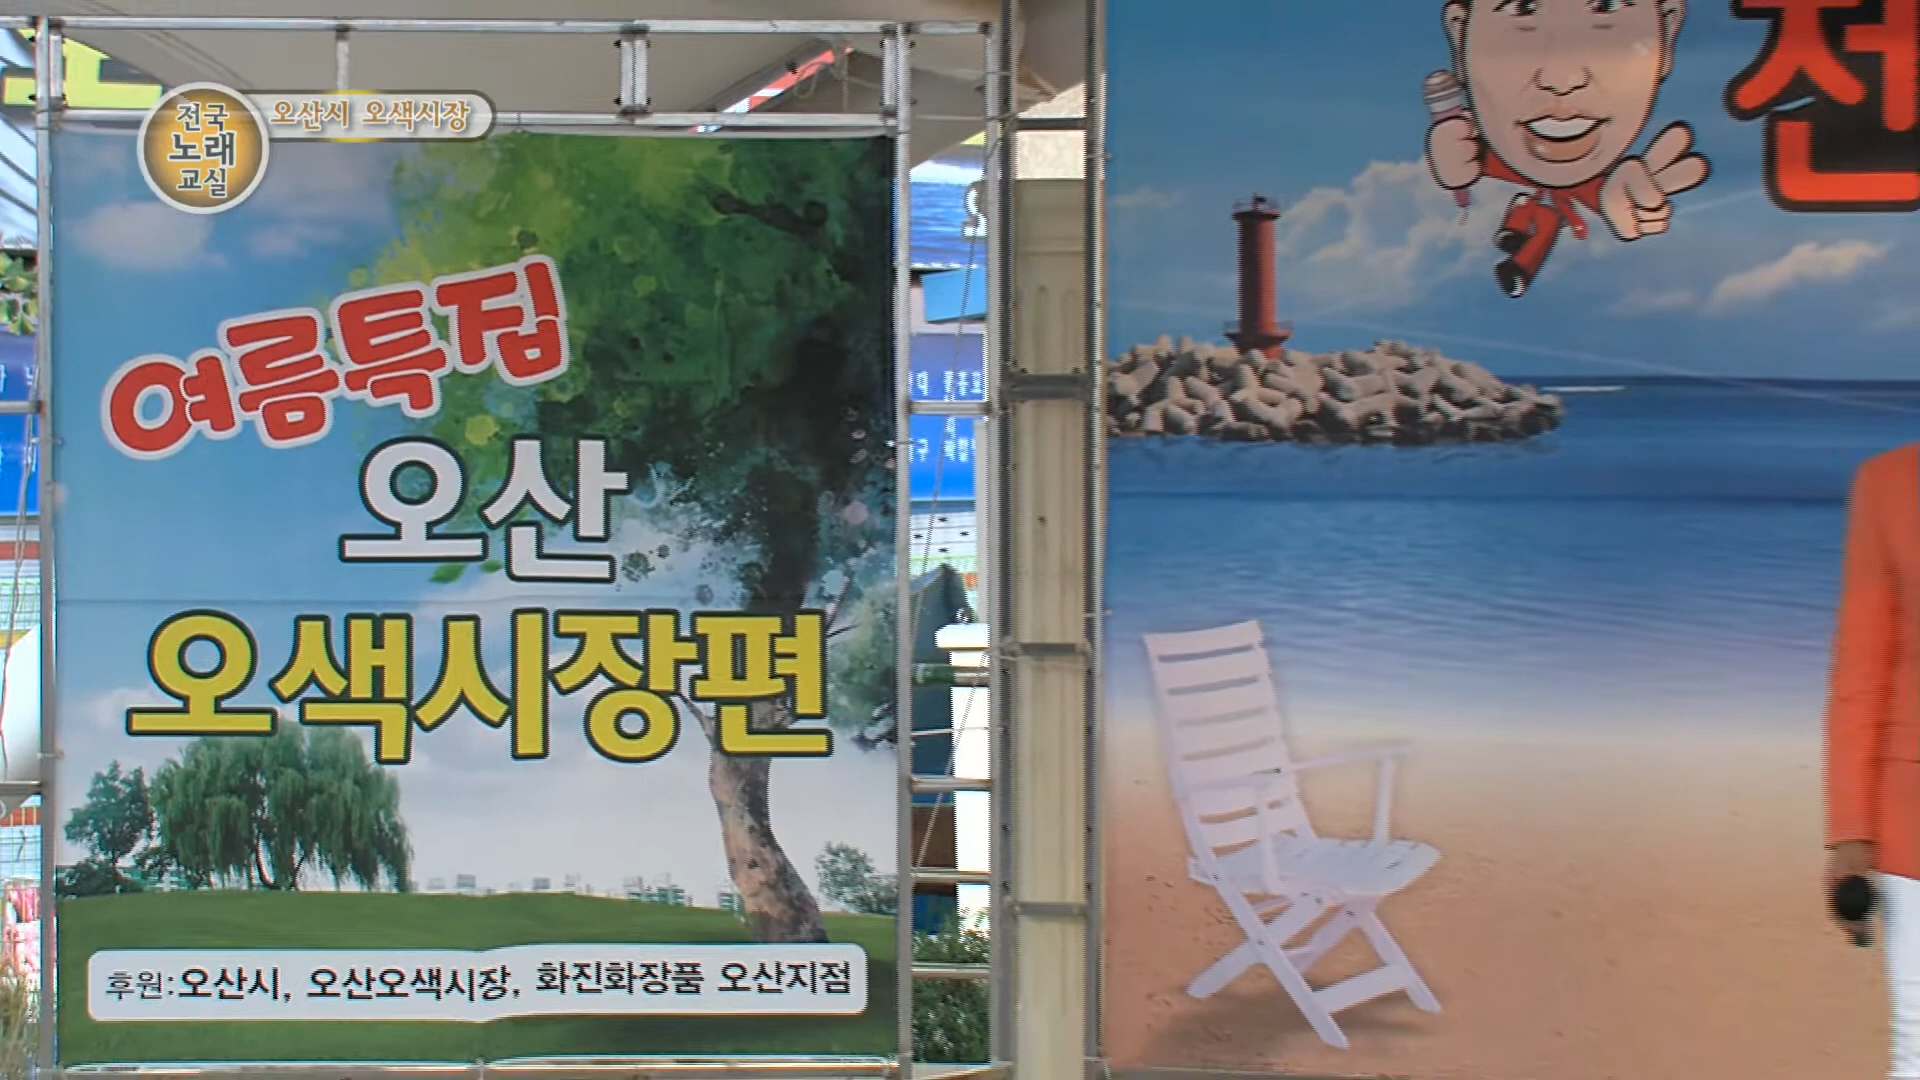 전국
노래
교실
오산시 오색시장
여름특집
오산
오색시장편
후원:오산시, 오산오색시장, 화진화장품 오산지점
전